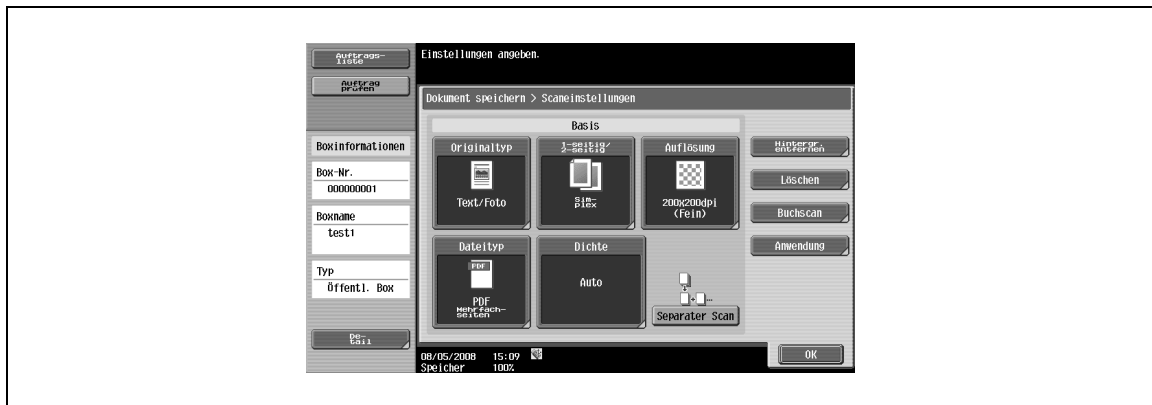 Auftrags-
liste
Auftrag
prüfen
Einstellungen angeben.
Dokument speichern > Scaneinstellungen
Boxinformationen
Box-Nr.
000000001
Boxname
test1
Typ
Öffentl. Box
De-
tail
Basis
Originaltyp
Text/Foto
1-seitig/
2-seitig
Sim-
plex
Auflösung
200x200dpi
(Fein)
Dateityp
PDF
PDF
Mehrfach-
seiten
Dichte
Auto
Separater Scan
Hintergr.
entfernen
Löschen
Buchscan
Anwendung
08/05/2008 15:09
Speicher 100%
OK